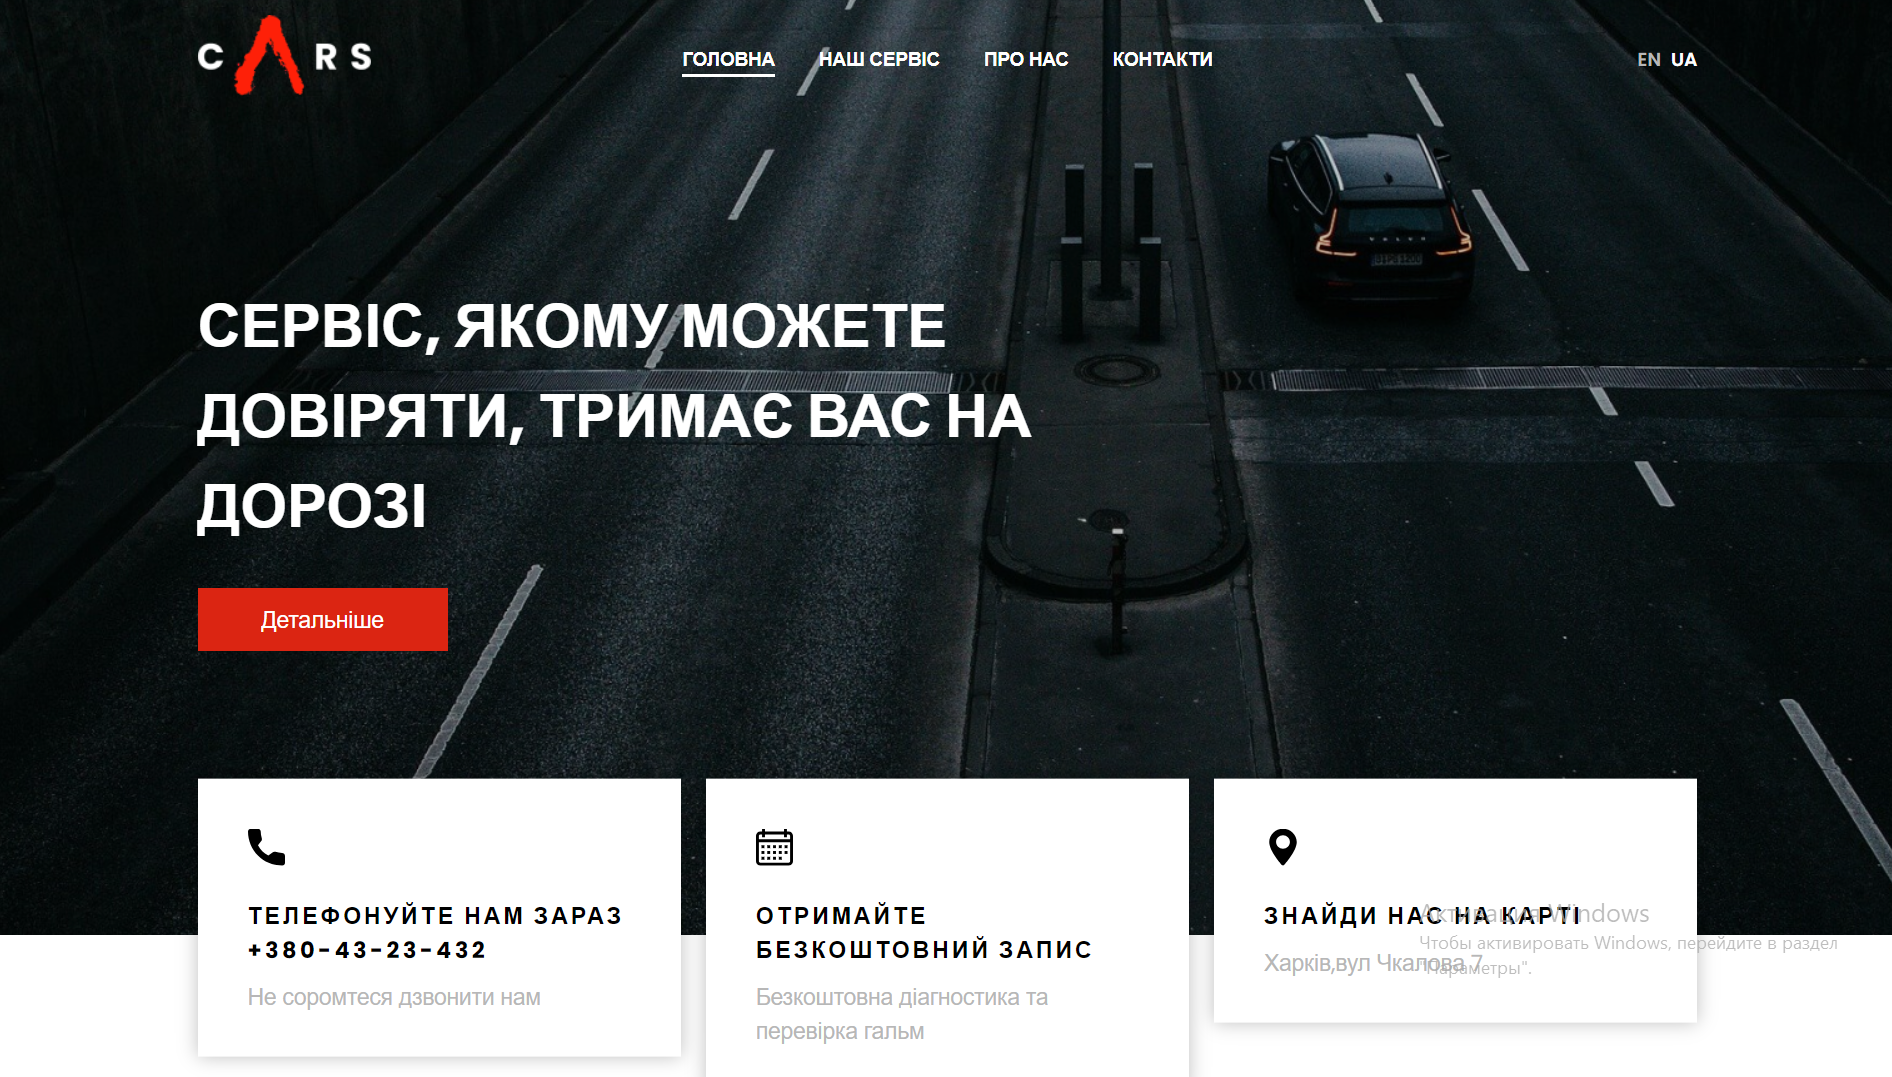 CARS
ГОЛОВНА НАШ СЕРВІС ПРО НАС КОНТАКТИ
EN UA
СЕРВІС, ЯКОМУ МОЖЕТЕ
ДОВІРЯТИ, ТРИМАЄ ВАС НА
ДОРОЗІ
Детальніше
ТЕЛЕФОНУЙТЕ НАМ ЗАРАЗ
+380-43-23-432
Не соромтеся дзвонити нам
ОТРИМАЙТЕ
БЕЗКОШТОВНИЙ ЗАПИС
Безкоштовна діагностика та
перевірка гальм
ЗНАЙДИ НАС НА КАРТІ
Харків,вул Чкалова 7
Активация Windows
Чтобы активировать Windows, перейдите в раздел
"Параметры".